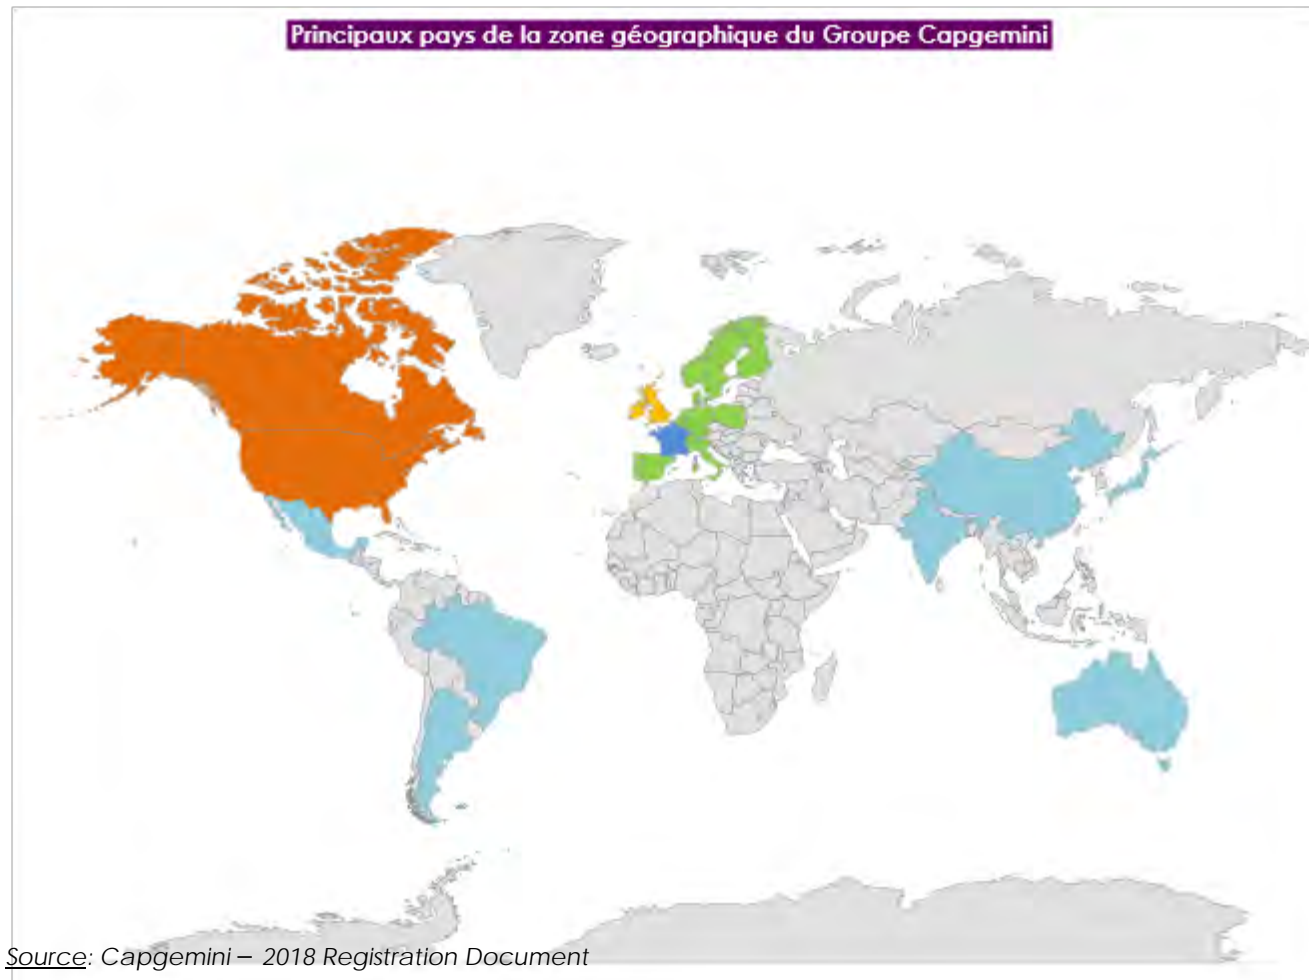 Principaux pays de la zone géographique du Groupe Capgemini
Source: Capgemini – 2018 Registration Document